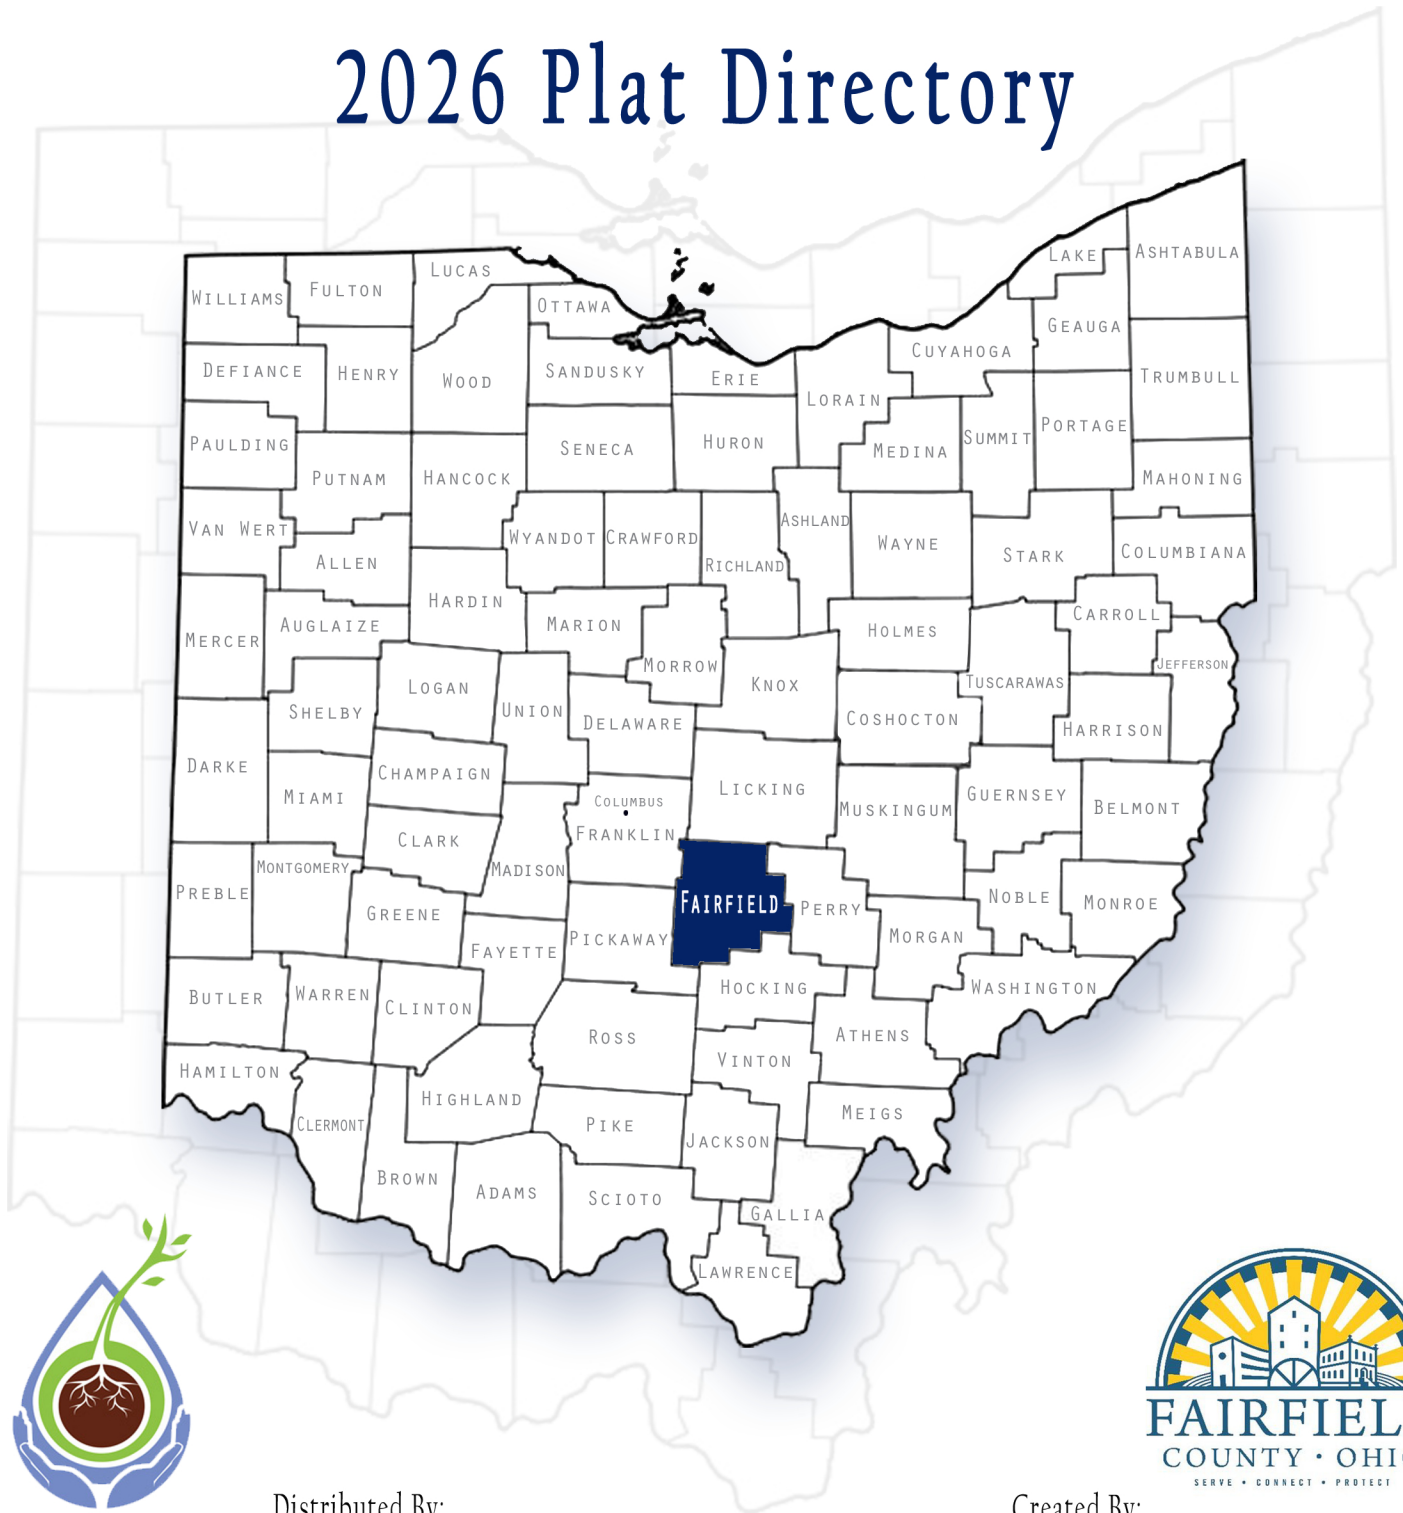 2026 Plat Directory
LAKE
ASHTABULA
LUCAS
FULTON
WILLIAMS
OTTAWA
GEAUGA
CUYAHOGA
DEFIANCE
HENRY
WOOD
SANDUSKY
ERIE
TRUMBULL
LORAIN
PORTAGE
SUMMIT
PAULDING
HURON
SENECA
MEDINA
PUTNAM
HANCOCK
MAHONING
VAN WERT
ASHLAND
WYANDOT
CRAWFORD
WAYNE
STARK
COLUMBIANA
ALLEN
RICHLAND
HARDIN
CARROLL
AUGLAIZE
MARION
HOLMES
MERCER
MORROW
JEFFERSON
LOGAN
KNOX
TUSCARAWAS
SHELBY
UNION
DELAWARE
COSHOCTON
HARRISON
DARKE
CHAMPAIGN
LICKING
MIAMI
COLUMBUS
GUERNSEY
MUSKINGUM
BELMONT
CLARK
FRANKLIN
MONTGOMERY
MADISON
PREBLE
FAIRFIELD
NOBLE
MONROE
GREENE
PERRY
PICKAWAY
MORGAN
FAYETTE
BUTLER
WARREN
CLINTON
HOCKING
WASHINGTON
ROSS
ATHENS
VINTON
HAMILTON
HIGHLAND
MEIGS
CLERMONT
PIKE
JACKSON
BROWN
ADAMS
SCIOTO
GALLIA
LAWRENCE
FAIRFIEL
COUNTY • OHI
SERVE • CONNECT • PROTECT
Distributed By:
Created By: